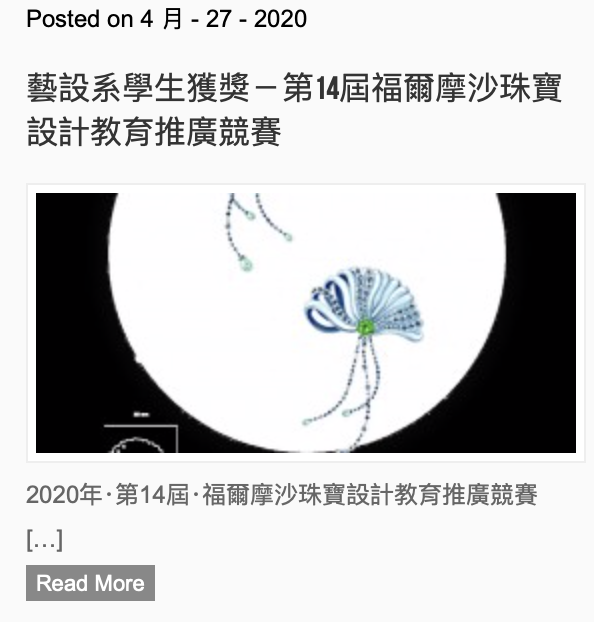 Posted on 4 月 - 27 - 2020
藝設系學生獲獎－第14屆福爾摩沙珠寶
設計教育推廣競賽
2020年·第14屆·福爾摩沙珠寶設計教育推廣競賽
[…]
Read More